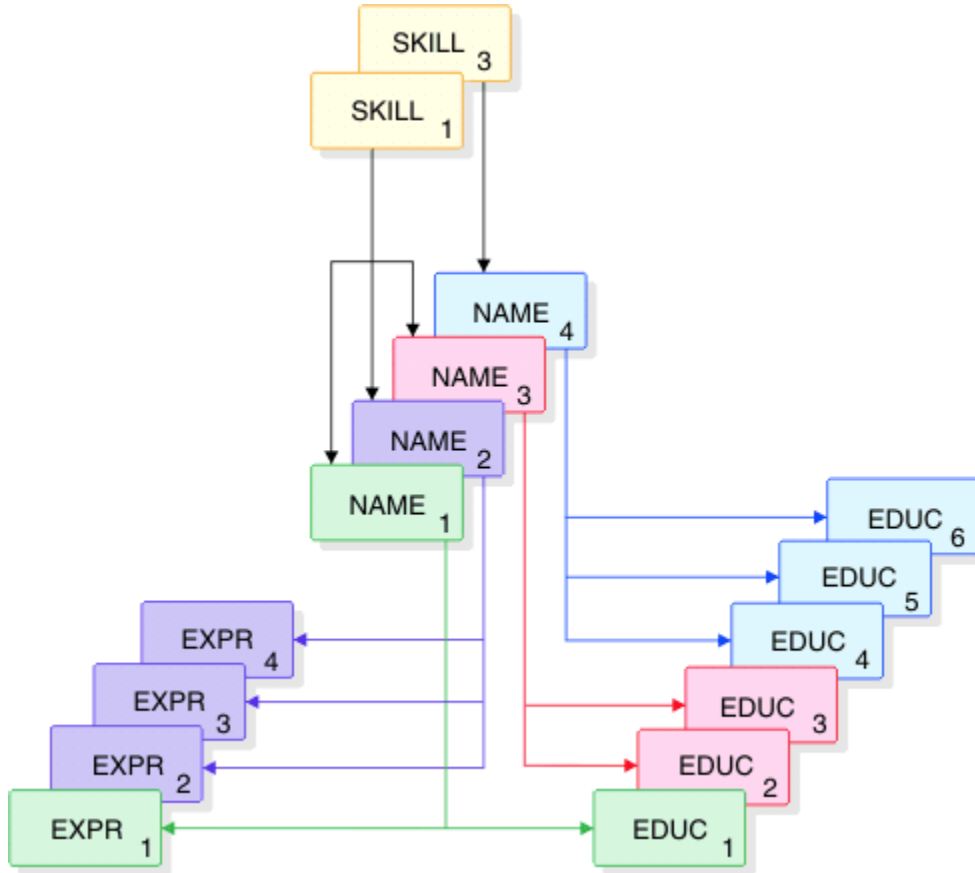 SKILL 3
SKILL 1
NAME 4
NAME 3
NAME 2
NAME 1
EDUC 6
EDUC 5
EDUC 4
EDUC 3
EDUC 2
EDUC 1
EXPR 4
EXPR 3
EXPR 2
EXPR 1